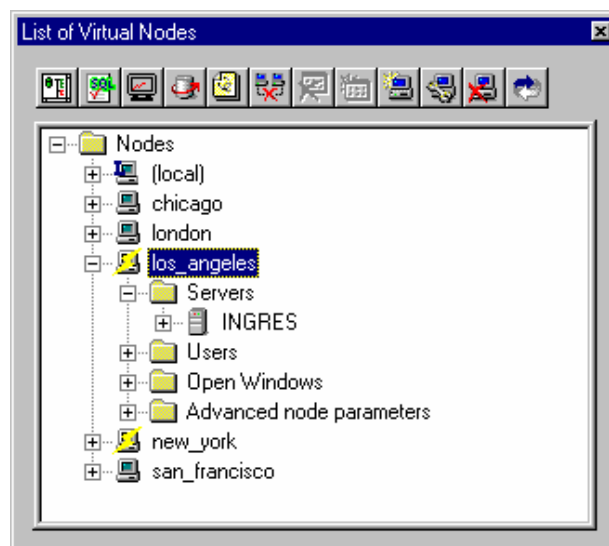 List of Virtual Nodes
SQL
Nodes
(local)
chicago
london
los_angeles
Servers
INGRES
Users
Open Windows
Advanced node parameters
new_york
san_francisco